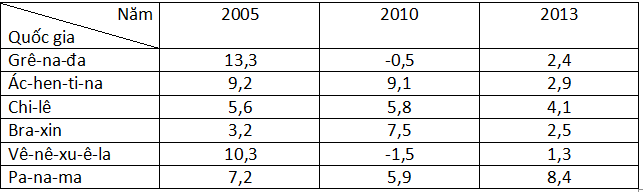 Năm 2005 2010 2013
Quốc gia
Grê-na-đa 13,3 -0,5 2,4
Ác-hen-ti-na 9,2 9,1 2,9
Chi-lê 5,6 5,8 4,1
Bra-xin 3,2 7,5 2,5
Vê-nê-xu-ê-la 10,3 -1,5 1,3
Pa-na-ma 7,2 5,9 8,4